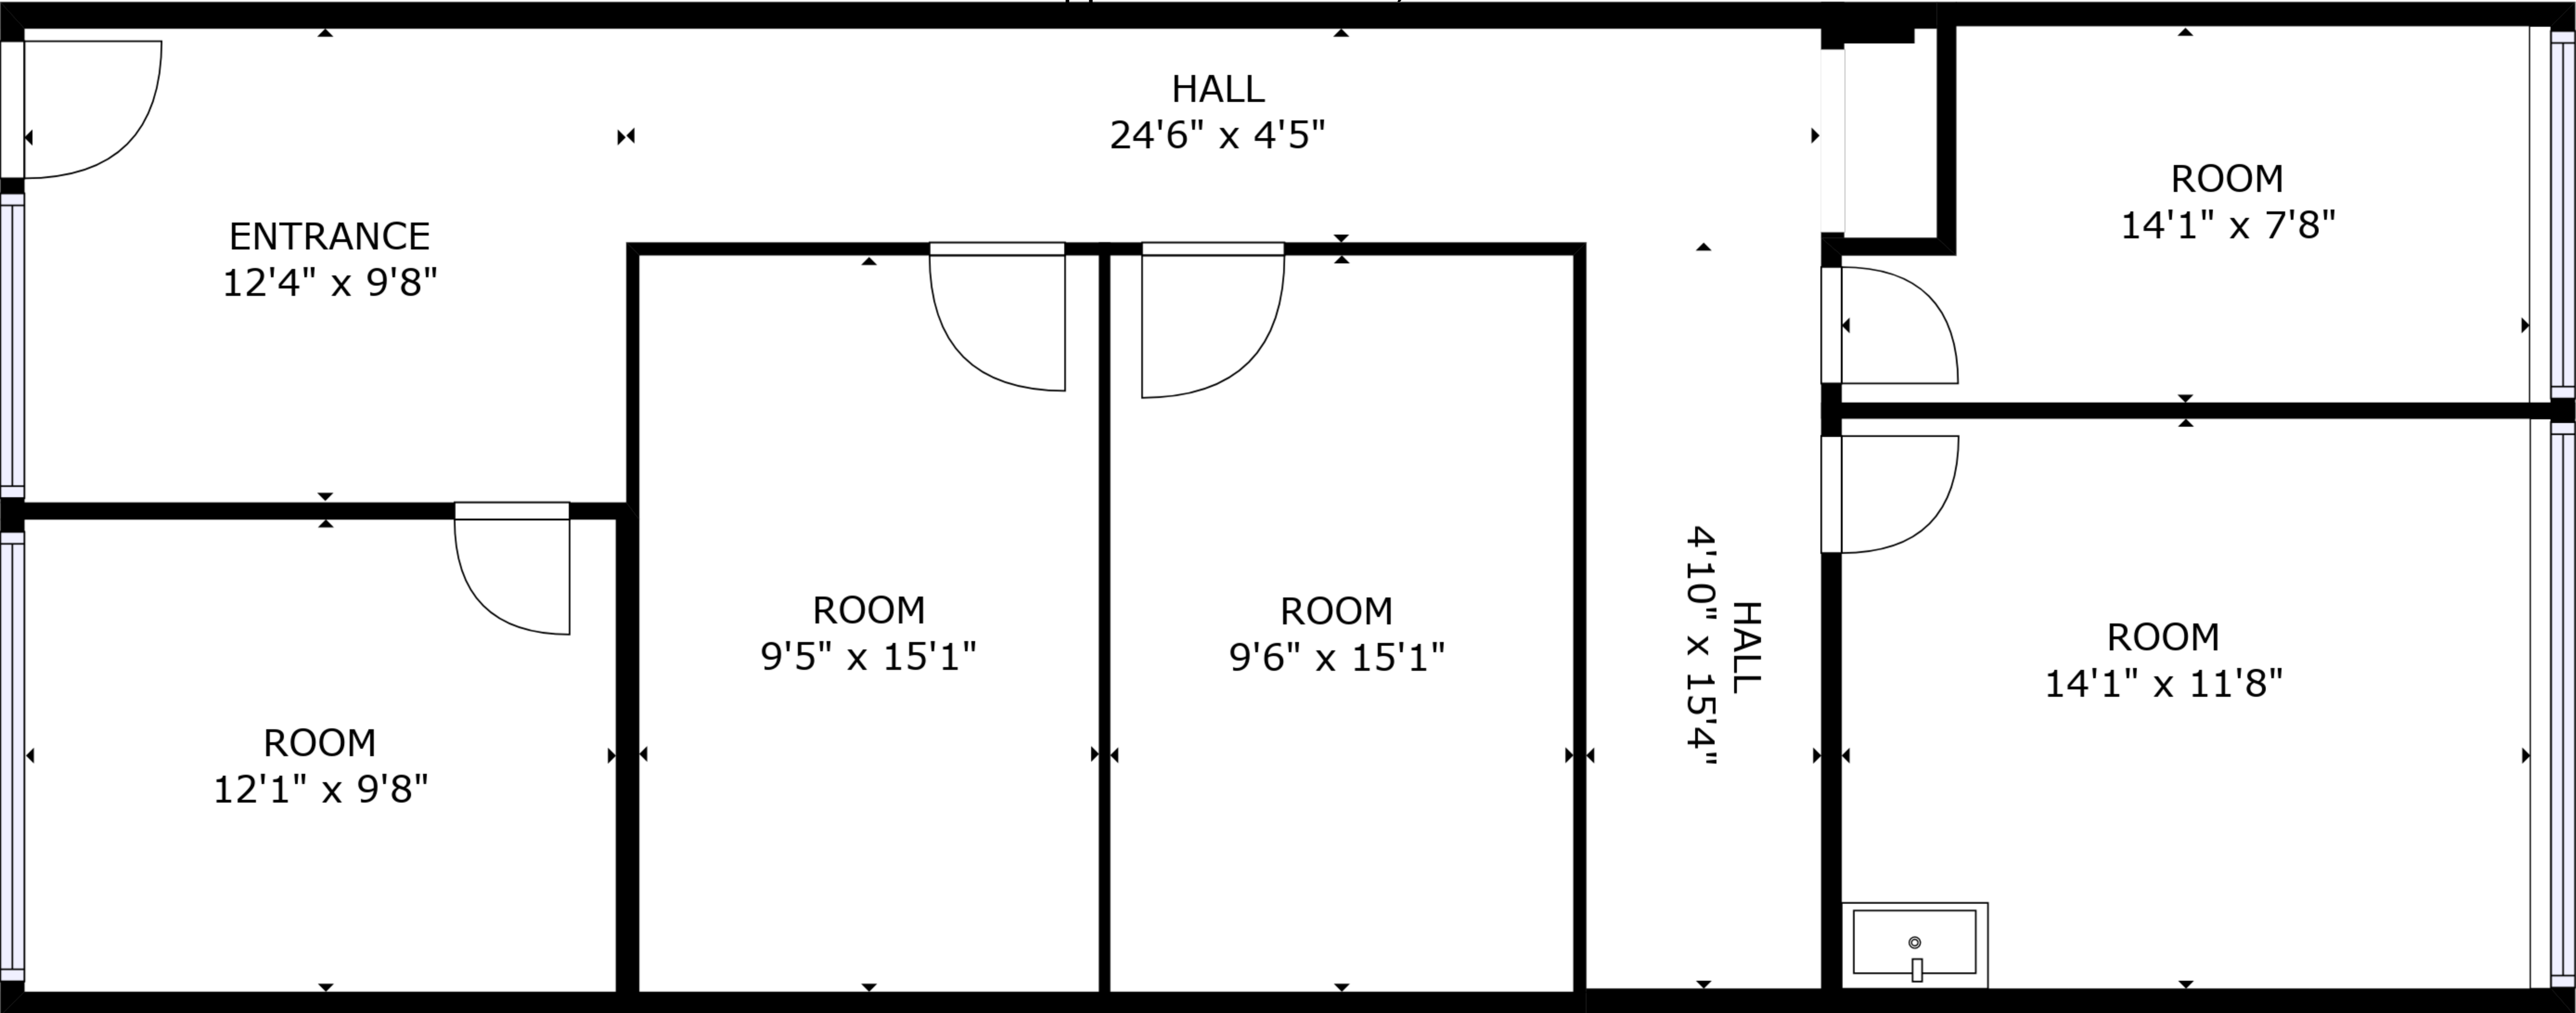 HALL
24'6" x 4'5"
ROOM
14'1" x 7'8"
ENTRANCE
12'4" x 9'8"
ROOM
9'5" x 15'1"
ROOM
9'6" x 15'1"
HALL
4'10" x 15'4"
ROOM
14'1" x 11'8"
ROOM
12'1" x 9'8"